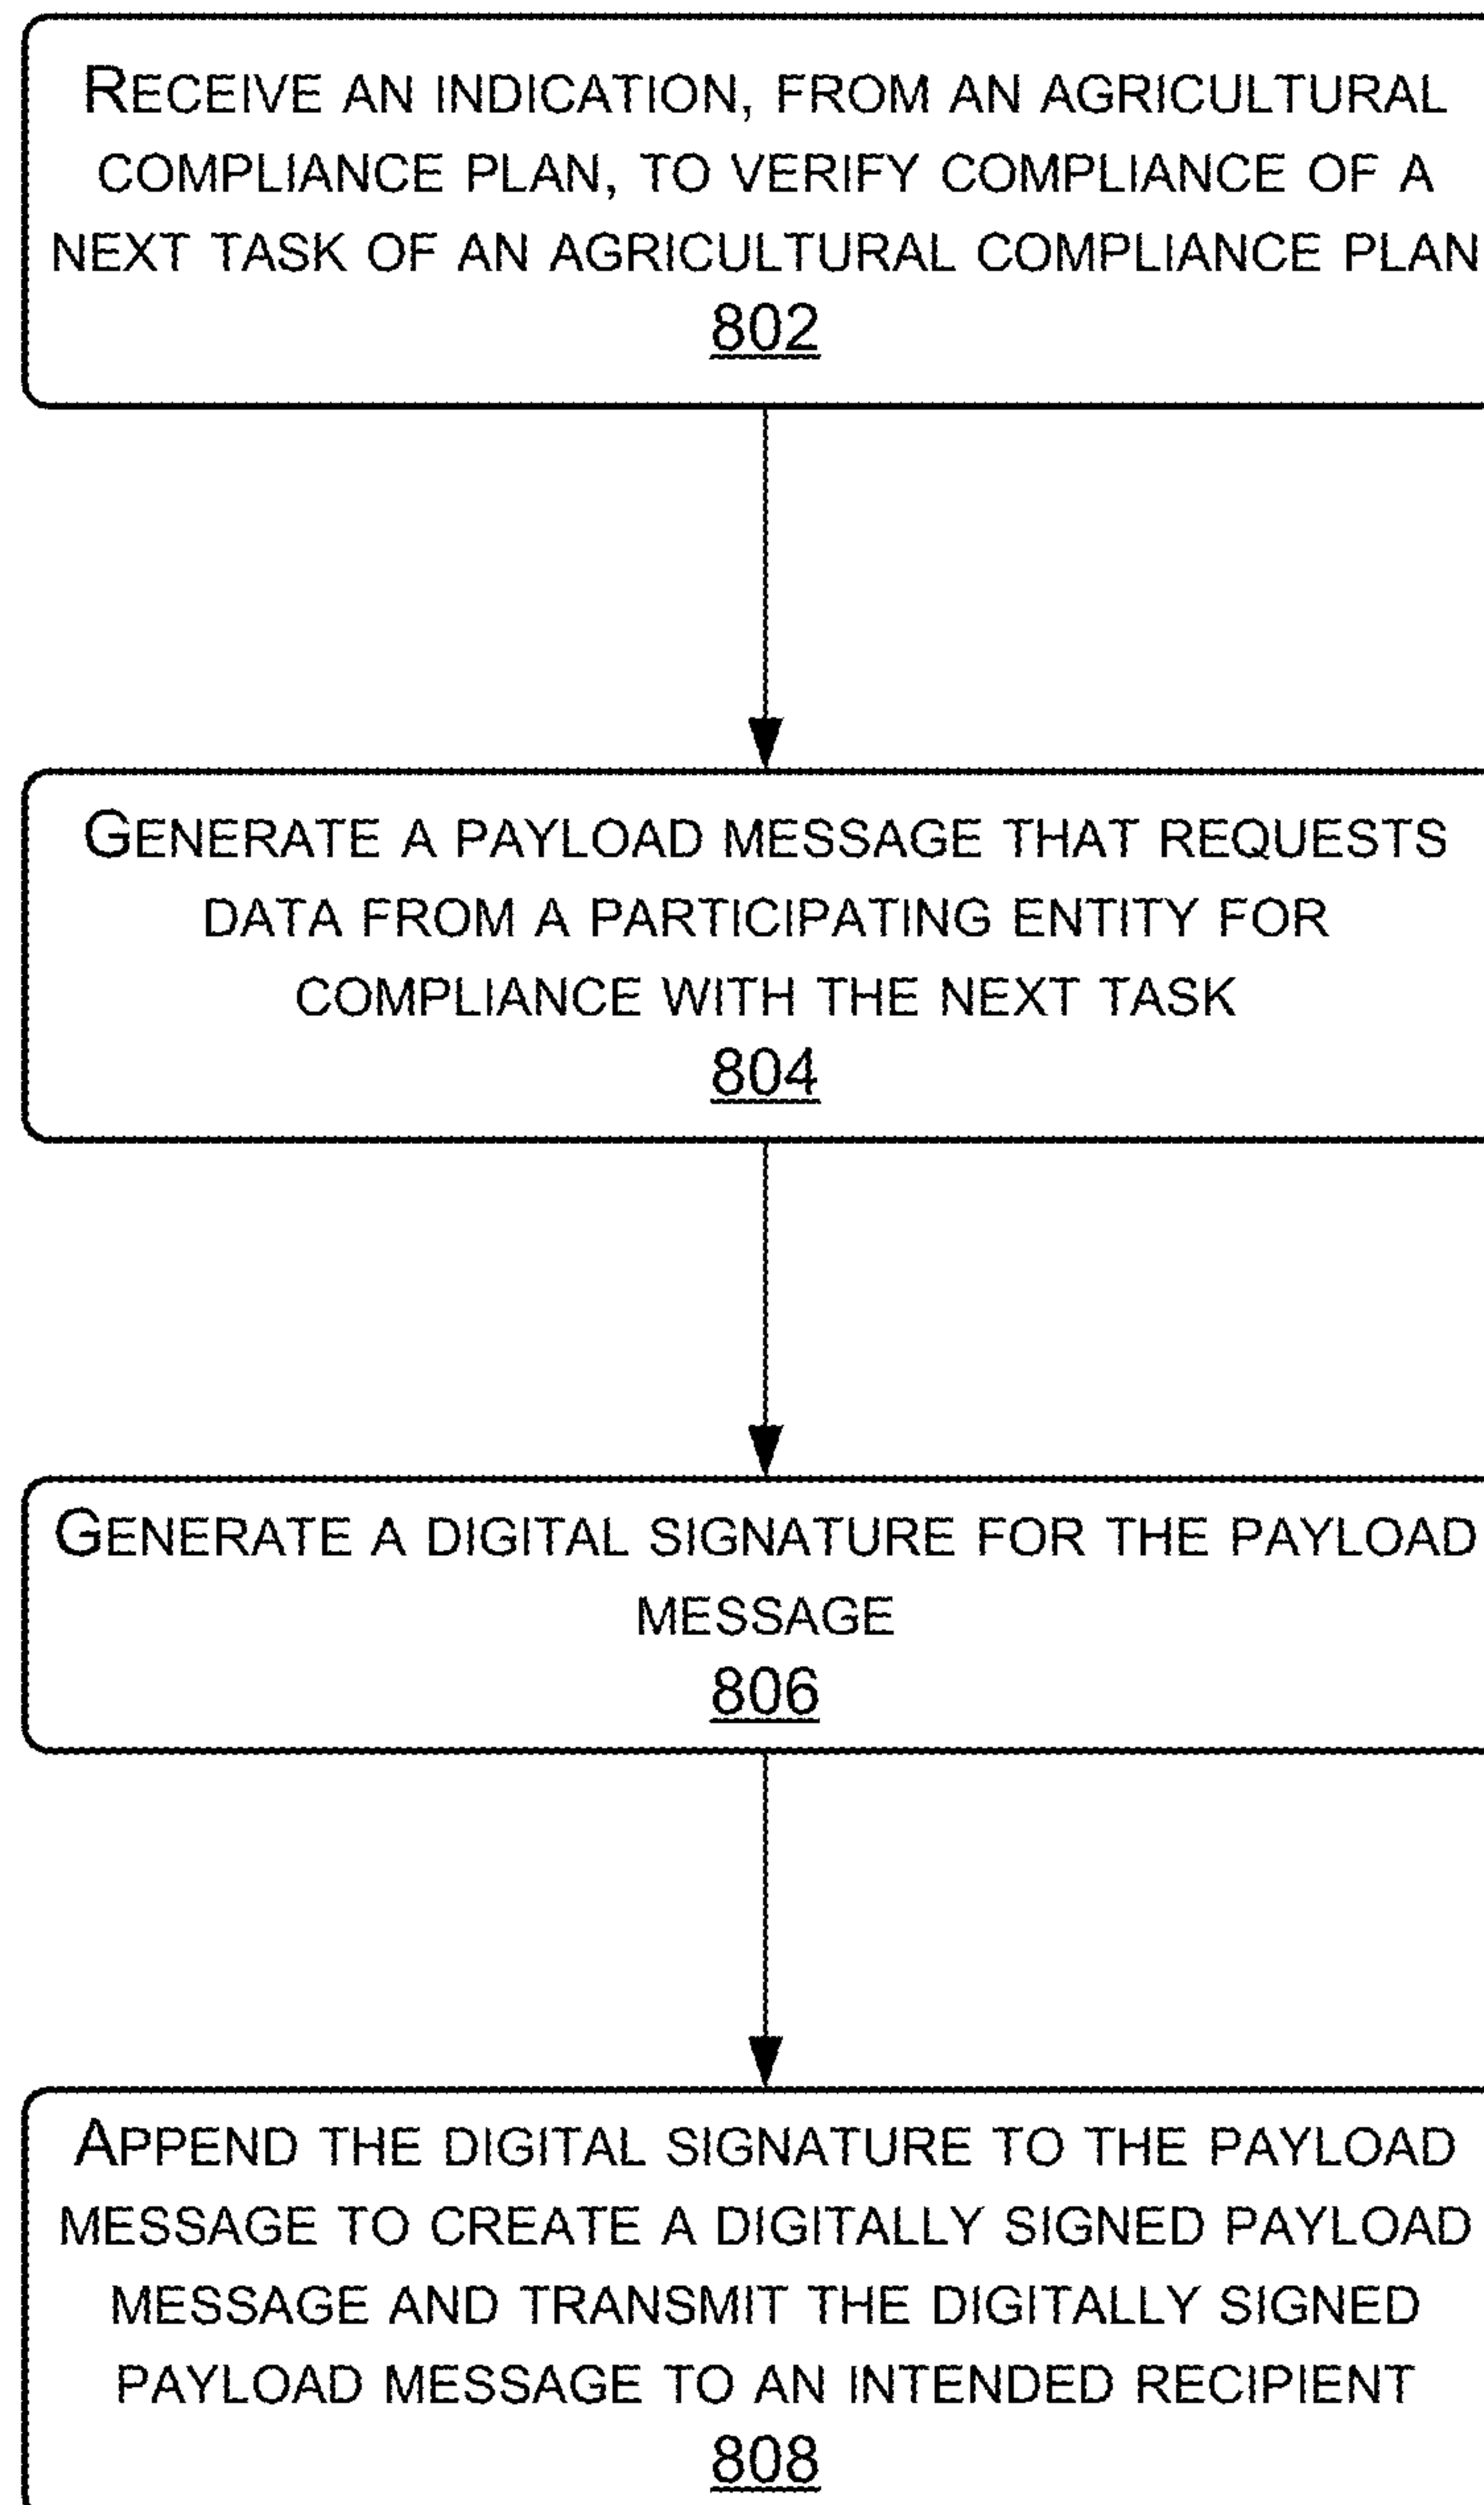 RECEIVE AN INDICATION, FROM AN AGRICULTURAL
COMPLIANCE PLAN, TO VERIFY COMPLIANCE OF A
NEXT TASK OF AN AGRICULTURAL COMPLIANCE PLAN
802
GENERATE A PAYLOAD MESSAGE THAT REQUESTS
DATA FROM A PARTICIPATING ENTITY FOR
COMPLIANCE WITH THE NEXT TASK
804
GENERATE A DIGITAL SIGNATURE FOR THE PAYLOAD
MESSAGE
806
APPEND THE DIGITAL SIGNATURE TO THE PAYLOAD
MESSAGE TO CREATE A DIGITALLY SIGNED PAYLOAD
MESSAGE AND TRANSMIT THE DIGITALLY SIGNED
PAYLOAD MESSAGE TO AN INTENDED RECIPIENT
808